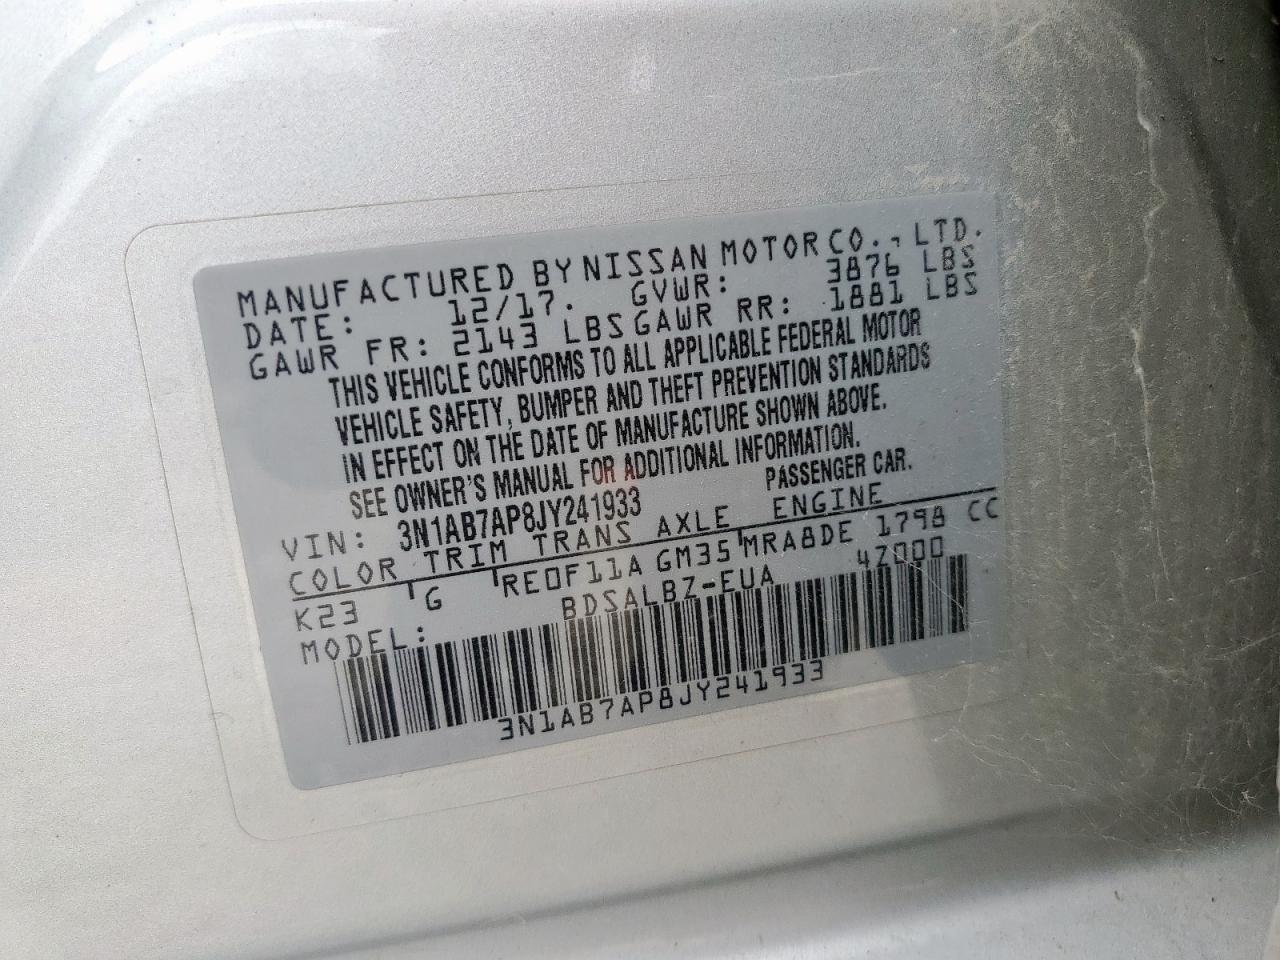 MANUFACTURED BY NISSAN MOTOR CO., LTD.
DATE: 12/17. GVWR: 3876 LBS
GAWR FR: 2143 LBS GAWR RR: 1881 LBS
THIS VEHICLE CONFORMS TO ALL APPLICABLE FEDERAL MOTOR
VEHICLE SAFETY, BUMPER AND THEFT PREVENTION STANDARDS
IN EFFECT ON THE DATE OF MANUFACTURE SHOWN ABOVE.
SEE OWNER'S MANUAL FOR ADDITIONAL INFORMATION.
VIN: 3N1AB7AP8JY241933 PASSENGER CAR.
COLOR TRIM TRANS AXLE ENGINE
K23 G RE0F11A GM35 MRA8DE 1798 CC
MODEL: BDSALBZ-EUA 4Z000
3N1AB7AP8JY241933